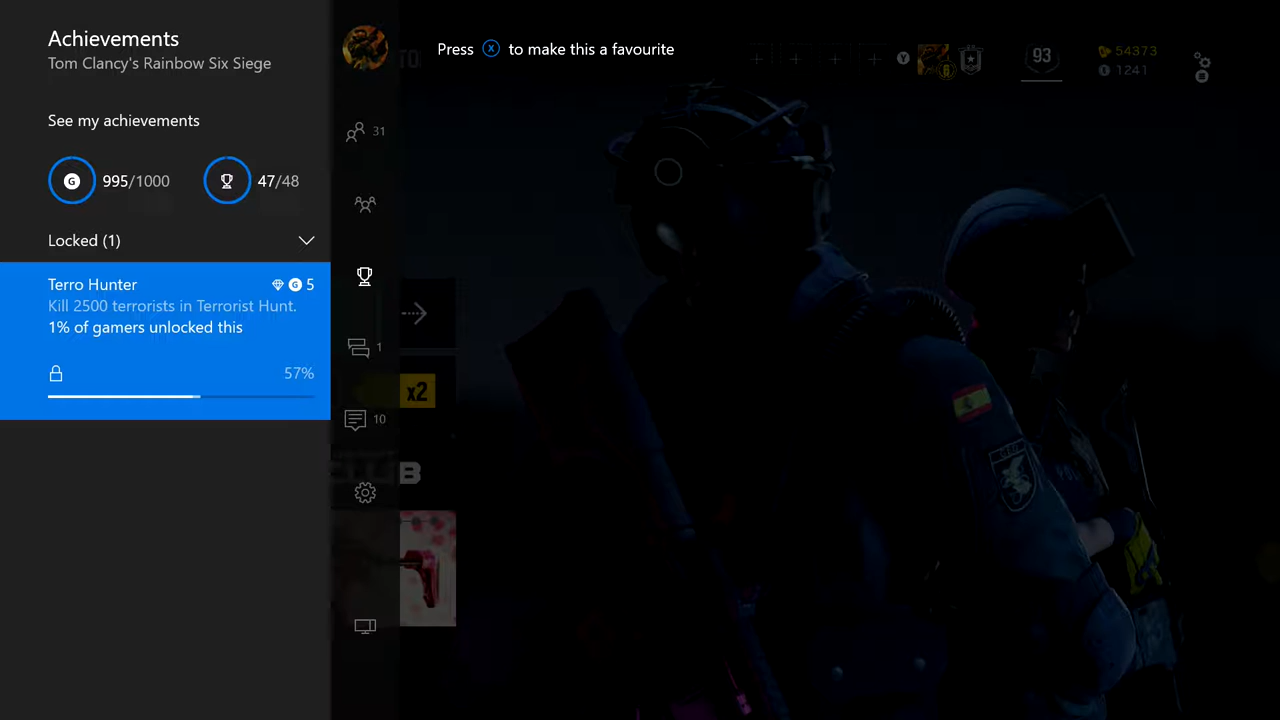 Achievements
Tom Clancy's Rainbow Six Siege
See my achievements
G 995/1000 47/48
Locked (1)
Terro Hunter G 5
Kill 2500 terrorists in Terrorist Hunt.
1% of gamers unlocked this
57%
Press X to make this a favourite
31
1
10
x2
CLUB
Y
93
54373
1241